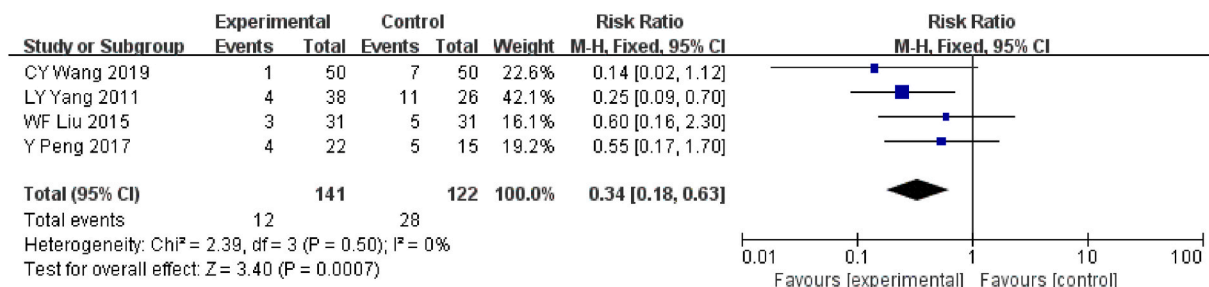 Experimental Control Risk Ratio Risk Ratio
Study or Subgroup Events Total Events Total Weight M-H, Fixed, 95% CI M-H, Fixed, 95% CI
CY Wang 2019 1 50 7 50 22.6% 0.14 [0.02, 1.12]
LY Yang 2011 4 38 11 26 42.1% 0.25 [0.09, 0.70]
WF Liu 2015 3 31 5 31 16.1% 0.60 [0.16, 2.30]
Y Peng 2017 4 22 5 15 19.2% 0.55 [0.17, 1.70]
Total (95% CI) 141 122 100.0% 0.34 [0.18, 0.63]
Total events 12 28
Heterogeneity: Chi² = 2.39, df = 3 (P = 0.50); I² = 0%
Test for overall effect: Z = 3.40 (P = 0.0007)
0.01 0.1 1 10 100
Favours [experimental] Favours [control]